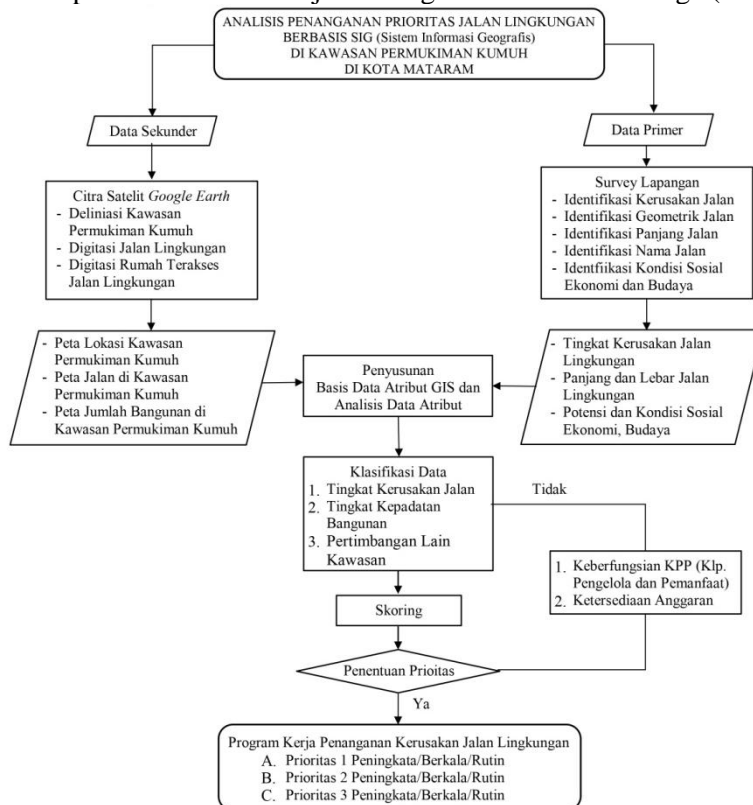 ANALISIS PENANGANAN PRIORITAS JALAN LINGKUNGAN
BERBASIS SIG (Sistem Informasi Geografis)
DI KAWASAN PERMUKIMAN KUMUH
DI KOTA MATARAM
Data Sekunder
Data Primer
Citra Satelit Google Earth
- Deliniasi Kawasan
Permukiman Kumuh
- Digitasi Jalan Lingkungan
- Digitasi Rumah Terakses
Jalan Lingkungan
Survey Lapangan
- Identifikasi Kerusakan Jalan
- Identifikasi Geometrik Jalan
- Identifikasi Panjang Jalan
- Identifikasi Nama Jalan
- Identfiikasi Kondisi Sosial
Ekonomi dan Budaya
- Peta Lokasi Kawasan
Permukiman Kumuh
- Peta Jalan di Kawasan
Permukiman Kumuh
- Peta Jumlah Bangunan di
Kawasan Permukiman Kumuh
Penyusunan
Basis Data Atribut GIS dan
Analisis Data Atribut
- Tingkat Kerusakan Jalan
Lingkungan
- Panjang dan Lebar Jalan
Lingkungan
- Potensi dan Kondisi Sosial
Ekonomi, Budaya
Klasifikasi Data
1. Tingkat Kerusakan Jalan
2. Tingkat Kepadatan
Bangunan
3. Pertimbangan Lain
Kawasan
Tidak
1. Keberfungsian KPP (Klp.
Pengelola dan Pemanfaat)
2. Ketersediaan Anggaran
Skoring
Penentuan Prioitas
Ya
Program Kerja Penanganan Kerusakan Jalan Lingkungan
A. Prioritas 1 Peningkata/Berkala/Rutin
B. Prioritas 2 Peningkata/Berkala/Rutin
C. Prioritas 3 Peningkata/Berkala/Rutin